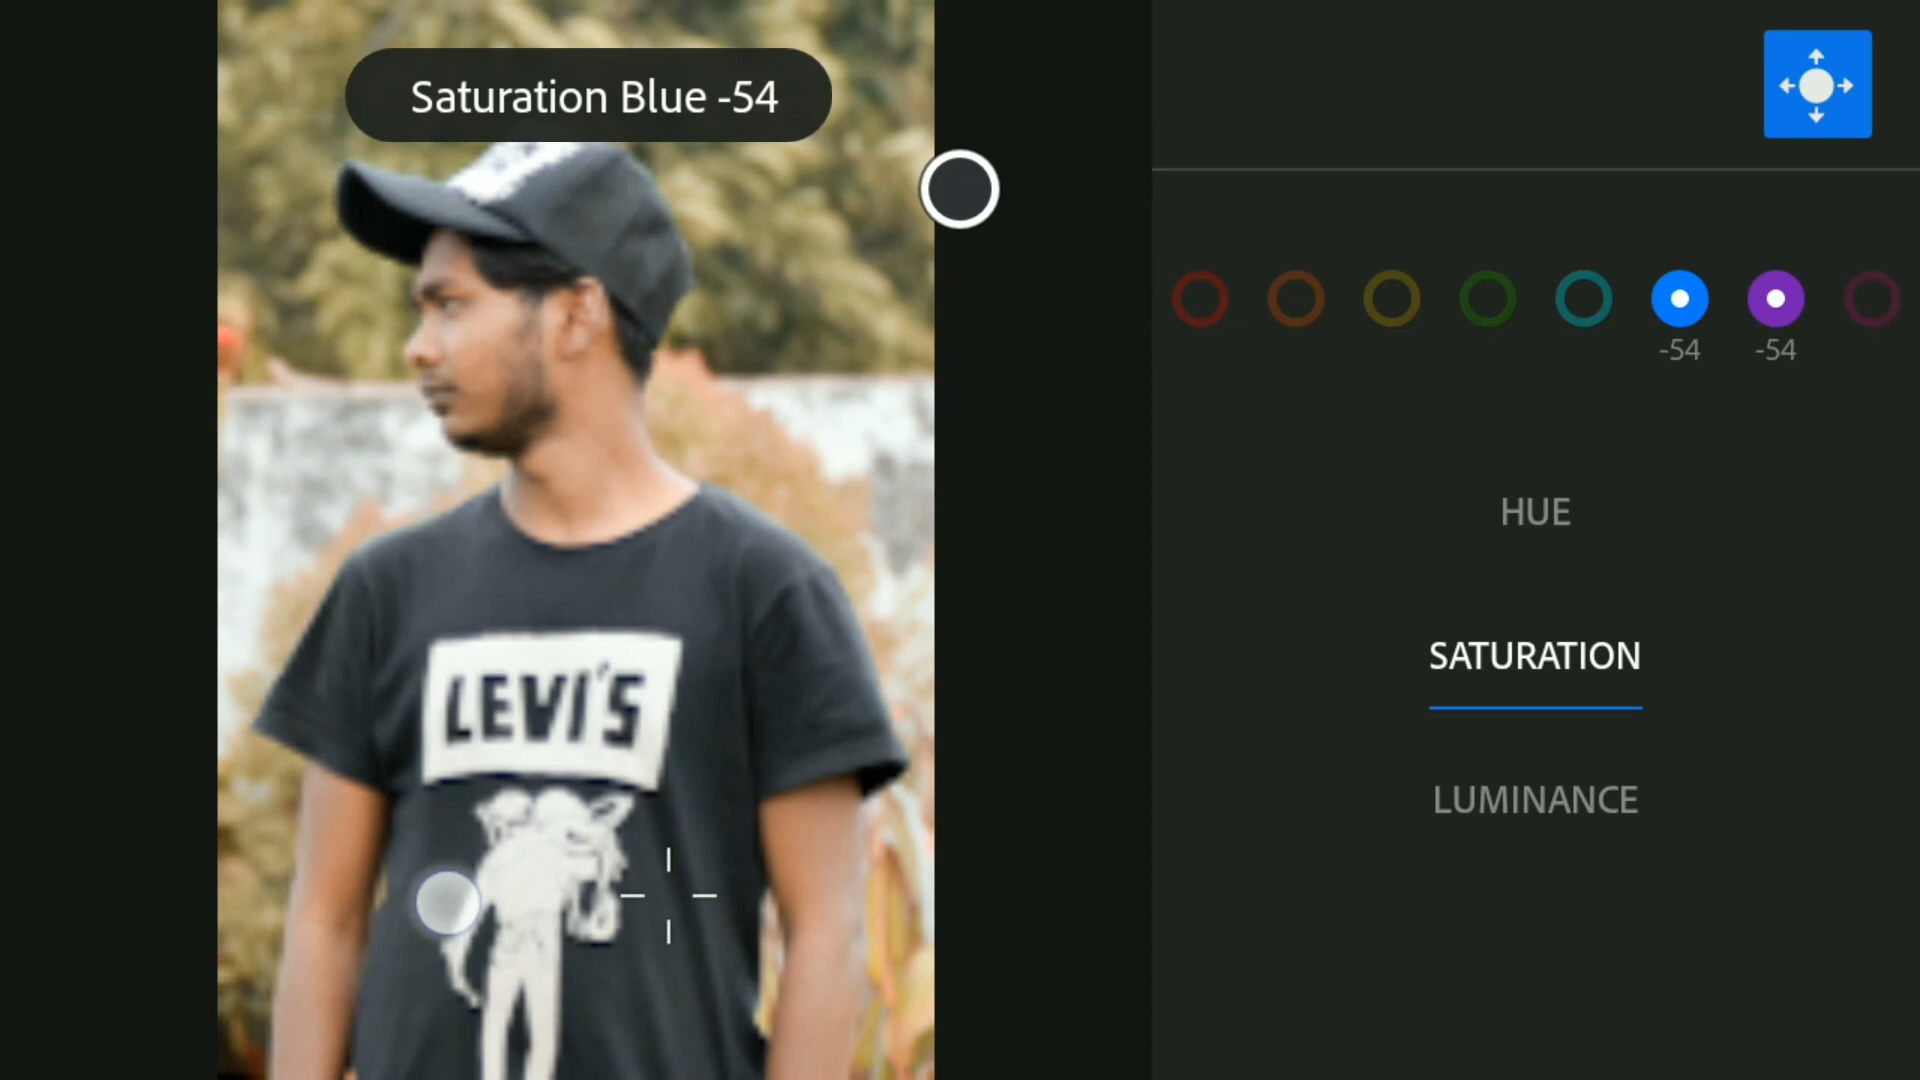 Saturation Blue -54
-54 -54
HUE
SATURATION
LUMINANCE
LEVI'S